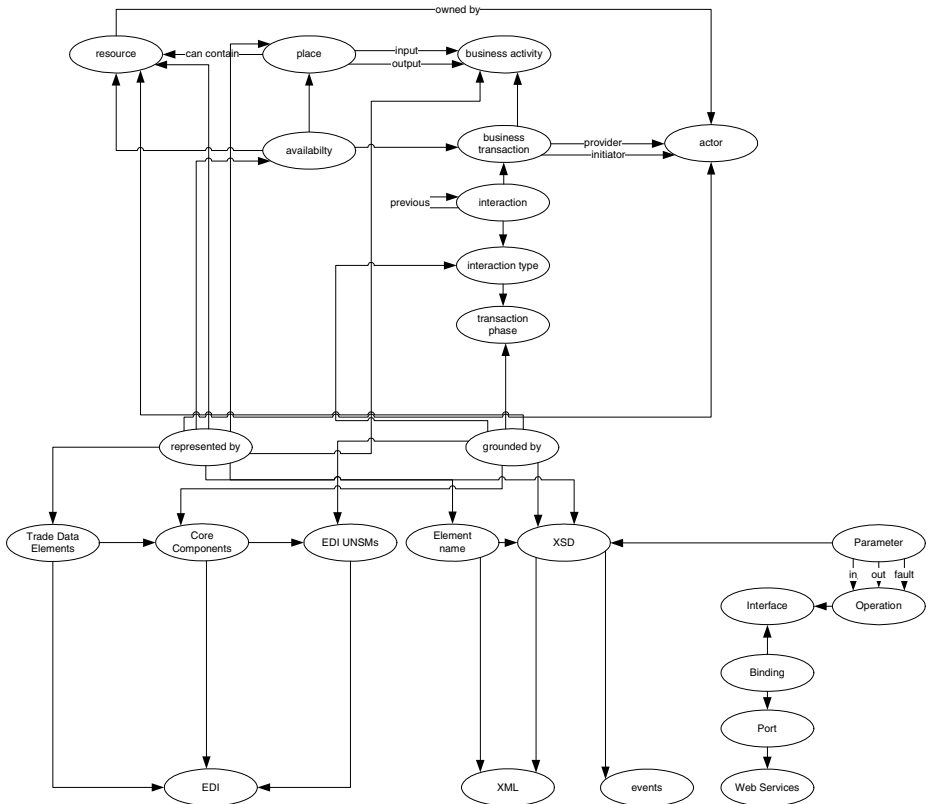 owned by
resource
can contain
place
input
output
business activity
availabilty
business
transaction
provider
initiator
actor
previous
interaction
interaction type
transaction
phase
represented by
grounded by
Trade Data
Elements
Core
Components
EDI UNSMs
Element
name
XSD
Parameter
in
out
fault
Interface
Operation
Binding
Port
EDI
XML
events
Web Services